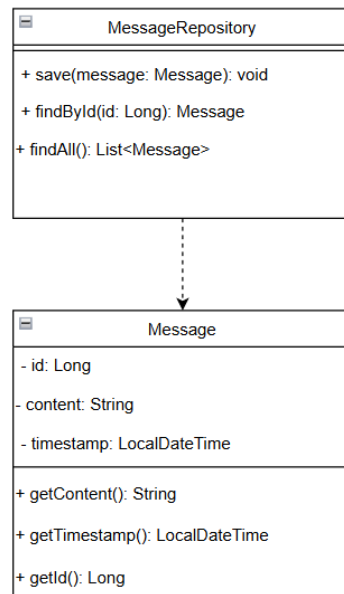 MessageRepository
+ save(message: Message): void
+ findById(id: Long): Message
+ findAll(): List<Message>
Message
- id: Long
- content: String
- timestamp: LocalDateTime
+ getContent(): String
+ getTimestamp(): LocalDateTime
+ getId(): Long